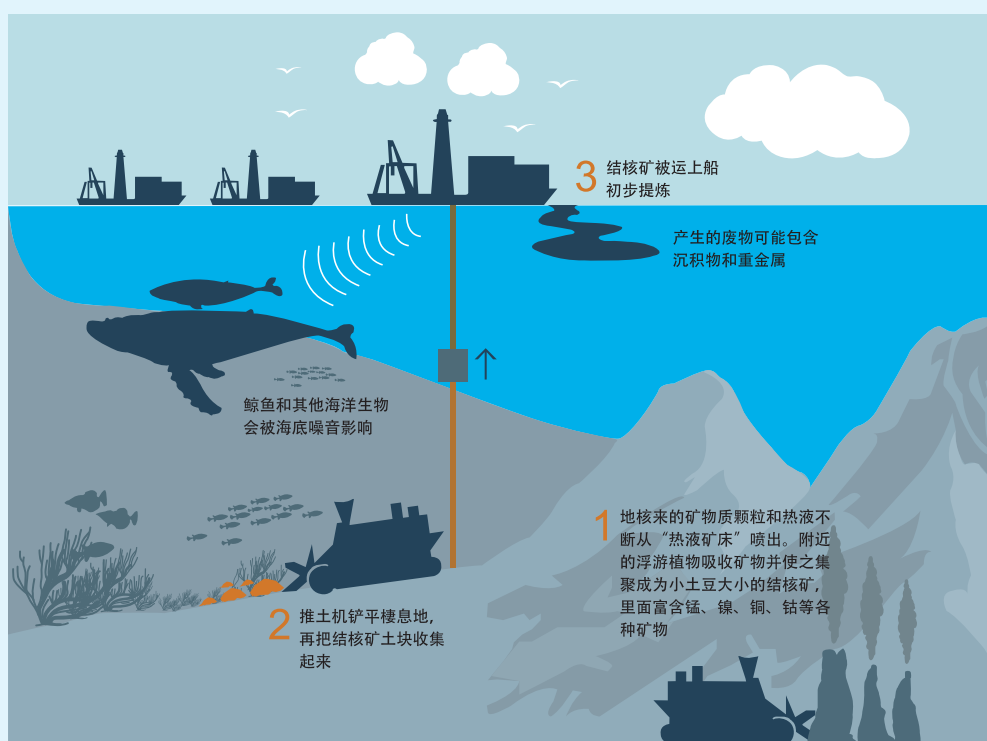 3 结核矿被运上船
初步提炼
产生的废物可能包含
沉积物和重金属
鲸鱼和其他海洋生物
会被海底噪音影响
1 地核来的矿物质颗粒和热液不
断从“热液矿床”喷出。附近
的浮游植物吸收矿物并使之集
聚成为小土豆大小的结核矿，
里面富含锰、镍、铜、钴等各
种矿物
2 推土机铲平棲息地，
再把结核矿土块收集
起来